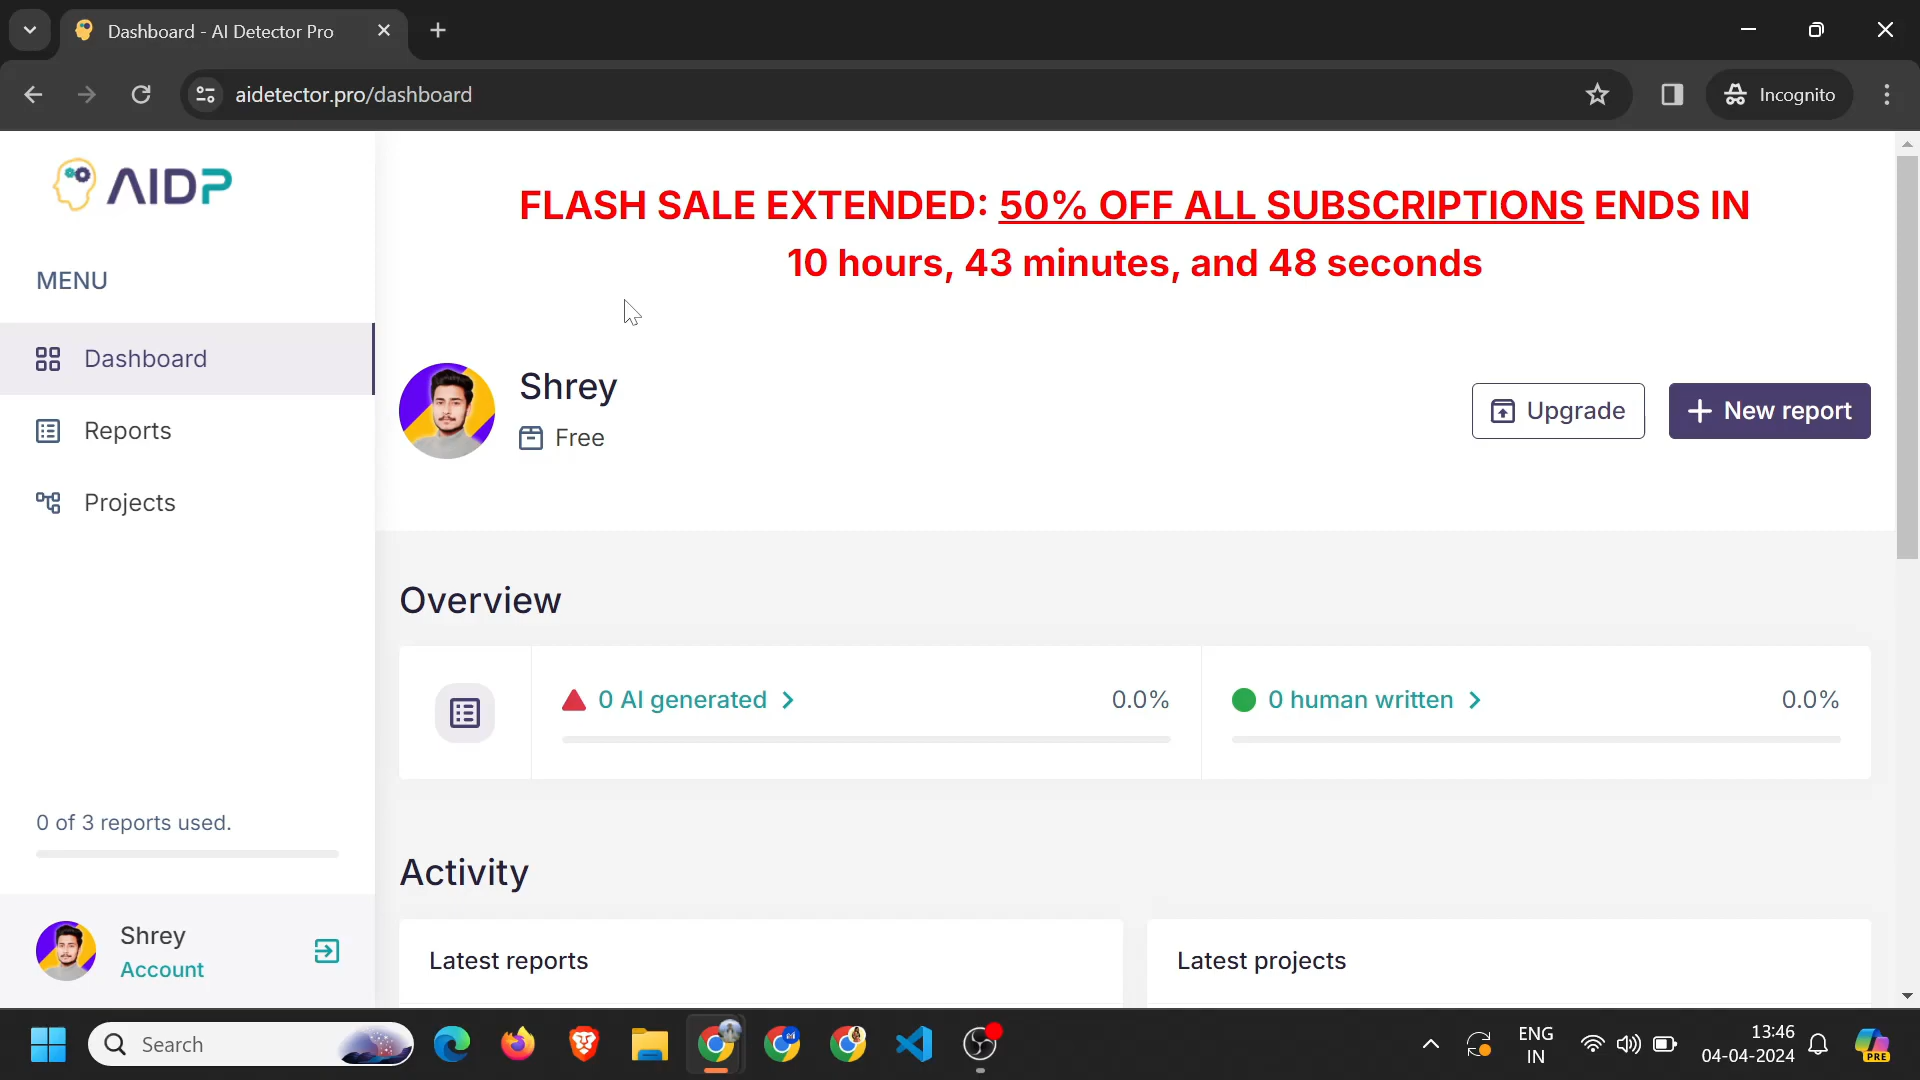 Dashboard - AI Detector Pro
aidetector.pro/dashboard
Incognito
AIDP
MENU
Dashboard
Reports
Projects
0 of 3 reports used.
Shrey
Account
FLASH SALE EXTENDED: 50% OFF ALL SUBSCRIPTIONS ENDS IN
10 hours, 43 minutes, and 48 seconds
Shrey
Free
Upgrade
New report
Overview
0 AI generated
0.0%
0 human written
0.0%
Activity
Latest reports
Latest projects
Search
ENG
IN
13:46
04-04-2024
PRE